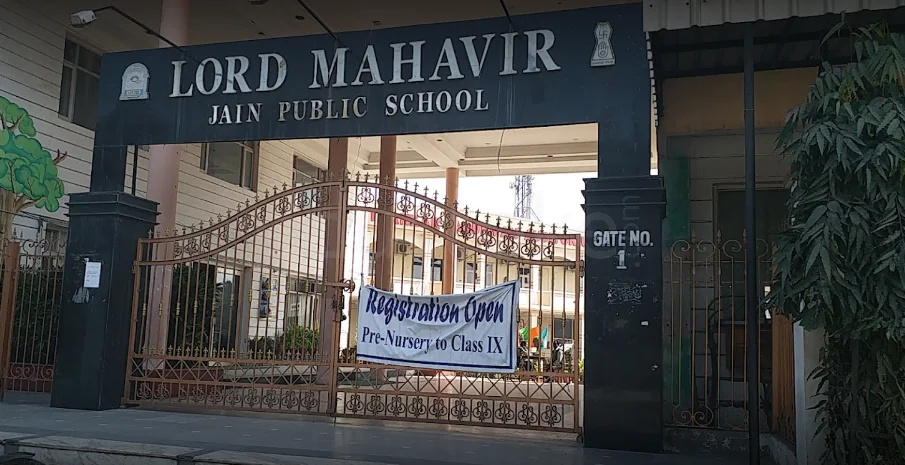 LORD MAHAVIR
JAIN PUBLIC SCHOOL
GATE NO.
1
Registration Open
Pre-Nursery to Class IX